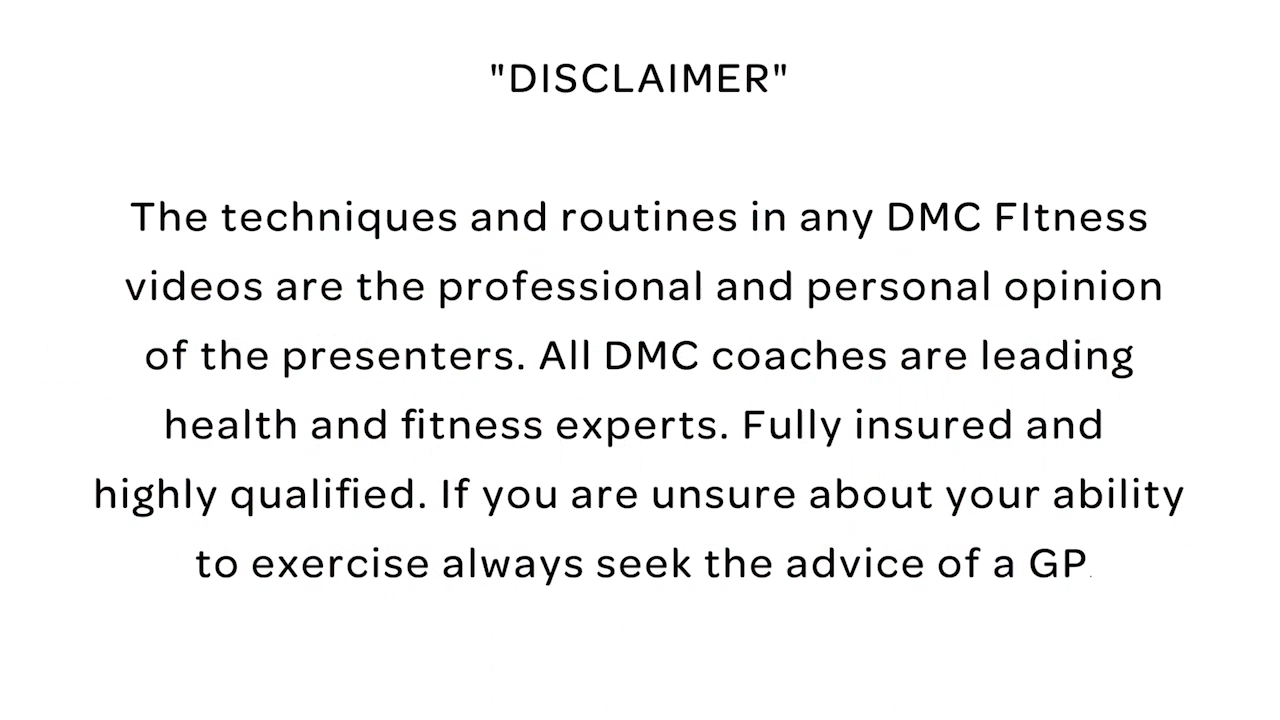 "DISCLAIMER"
The techniques and routines in any DMC FItness
videos are the professional and personal opinion
of the presenters. All DMC coaches are leading
health and fitness experts. Fully insured and
highly qualified. If you are unsure about your ability
to exercise always seek the advice of a GP.